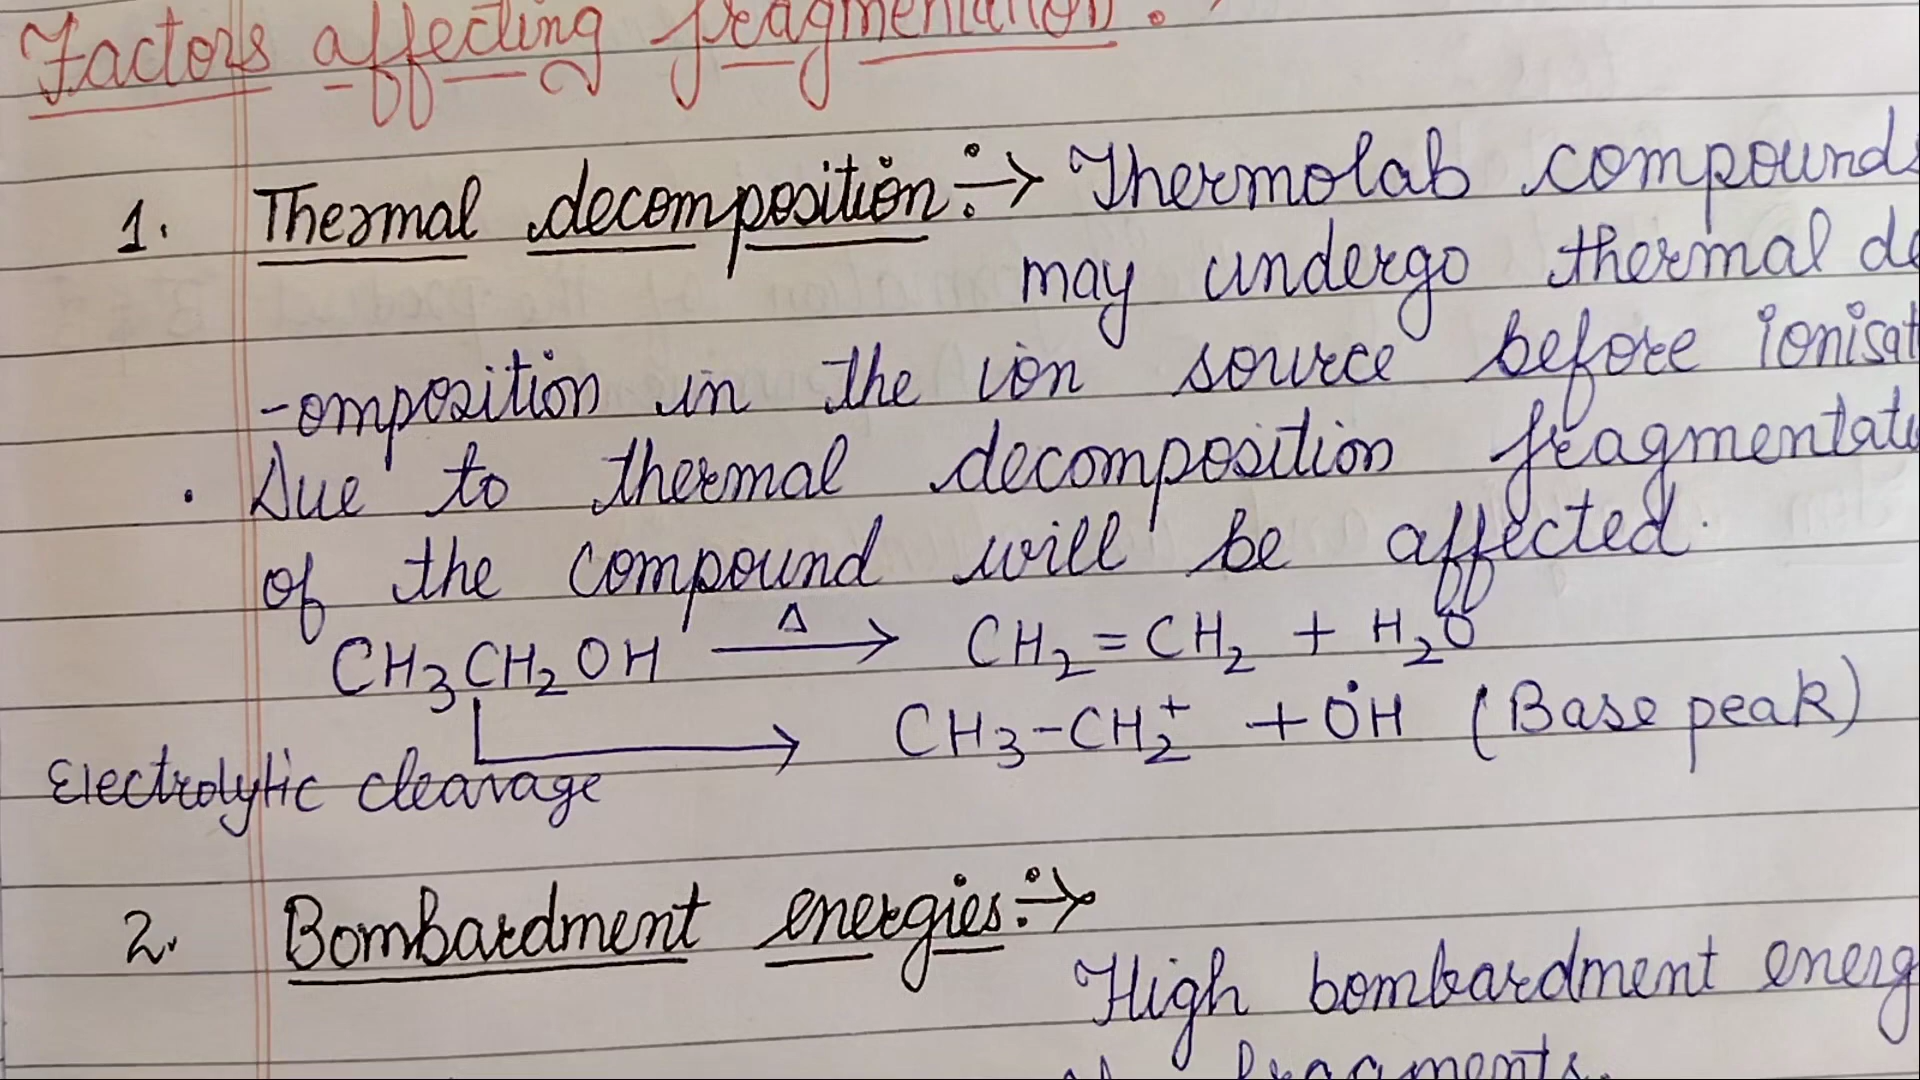 Factors affecting fragmentation.
1. Thermal decomposition :→ Thermolab compounds
may undergo thermal de
-omposition in the ion source before ionisat
. Due to thermal decomposition fragmentati
of the compound will be affected.
CH3CH2OH —Δ→ CH2=CH2 + H2O
CH3-CH2+ + ȮH (Base peak)
Electrolytic cleavage
2. Bombardment energies :→
High bombardment energ
fragments.